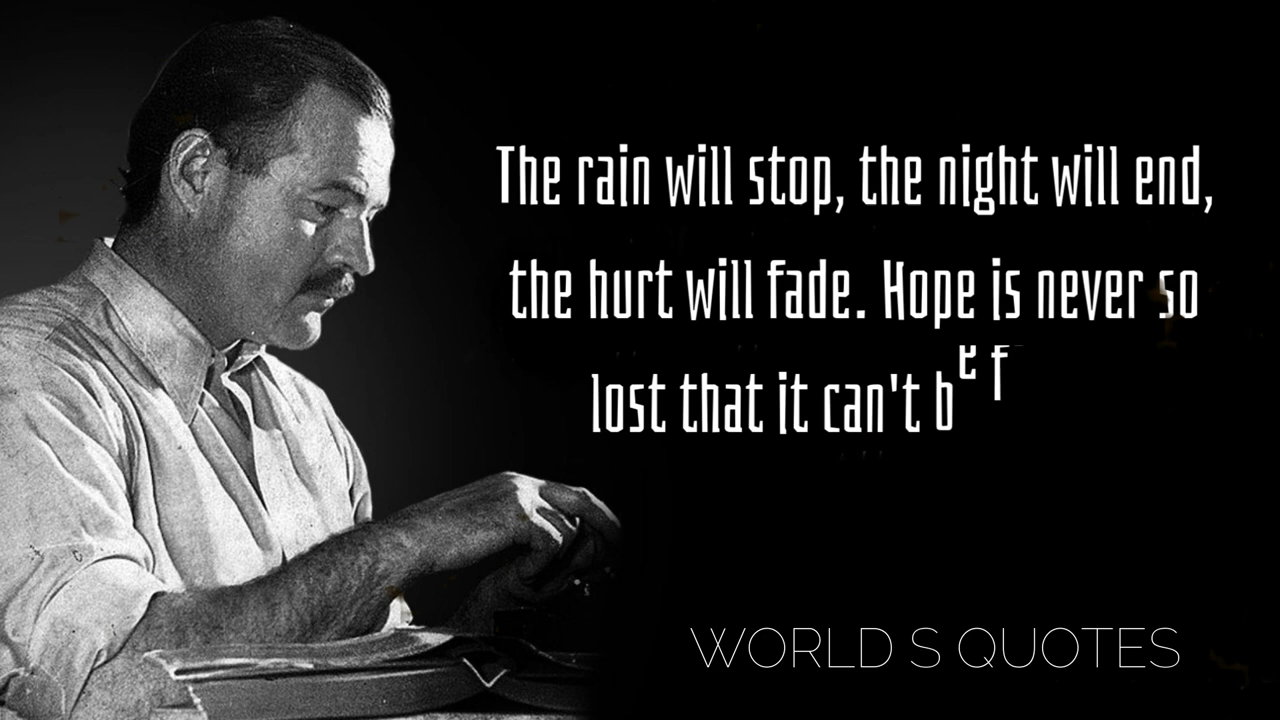 The rain will stop, the night will end,
the hurt will fade. Hope is never so
lost that it can't be f
WORLD S QUOTES